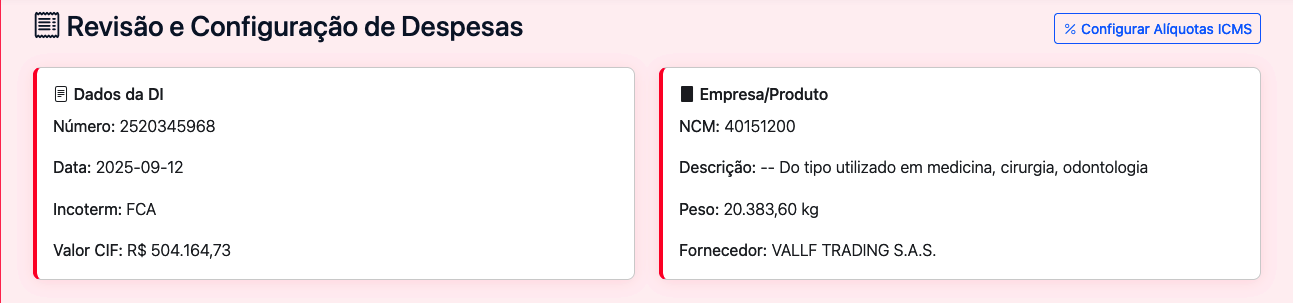 Revisão e Configuração de Despesas
% Configurar Alíquotas ICMS
Dados da DI
Número: 2520345968
Data: 2025-09-12
Incoterm: FCA
Valor CIF: R$ 504.164,73
Empresa/Produto
NCM: 40151200
Descrição: -- Do tipo utilizado em medicina, cirurgia, odontologia
Peso: 20.383,60 kg
Fornecedor: VALLF TRADING S.A.S.